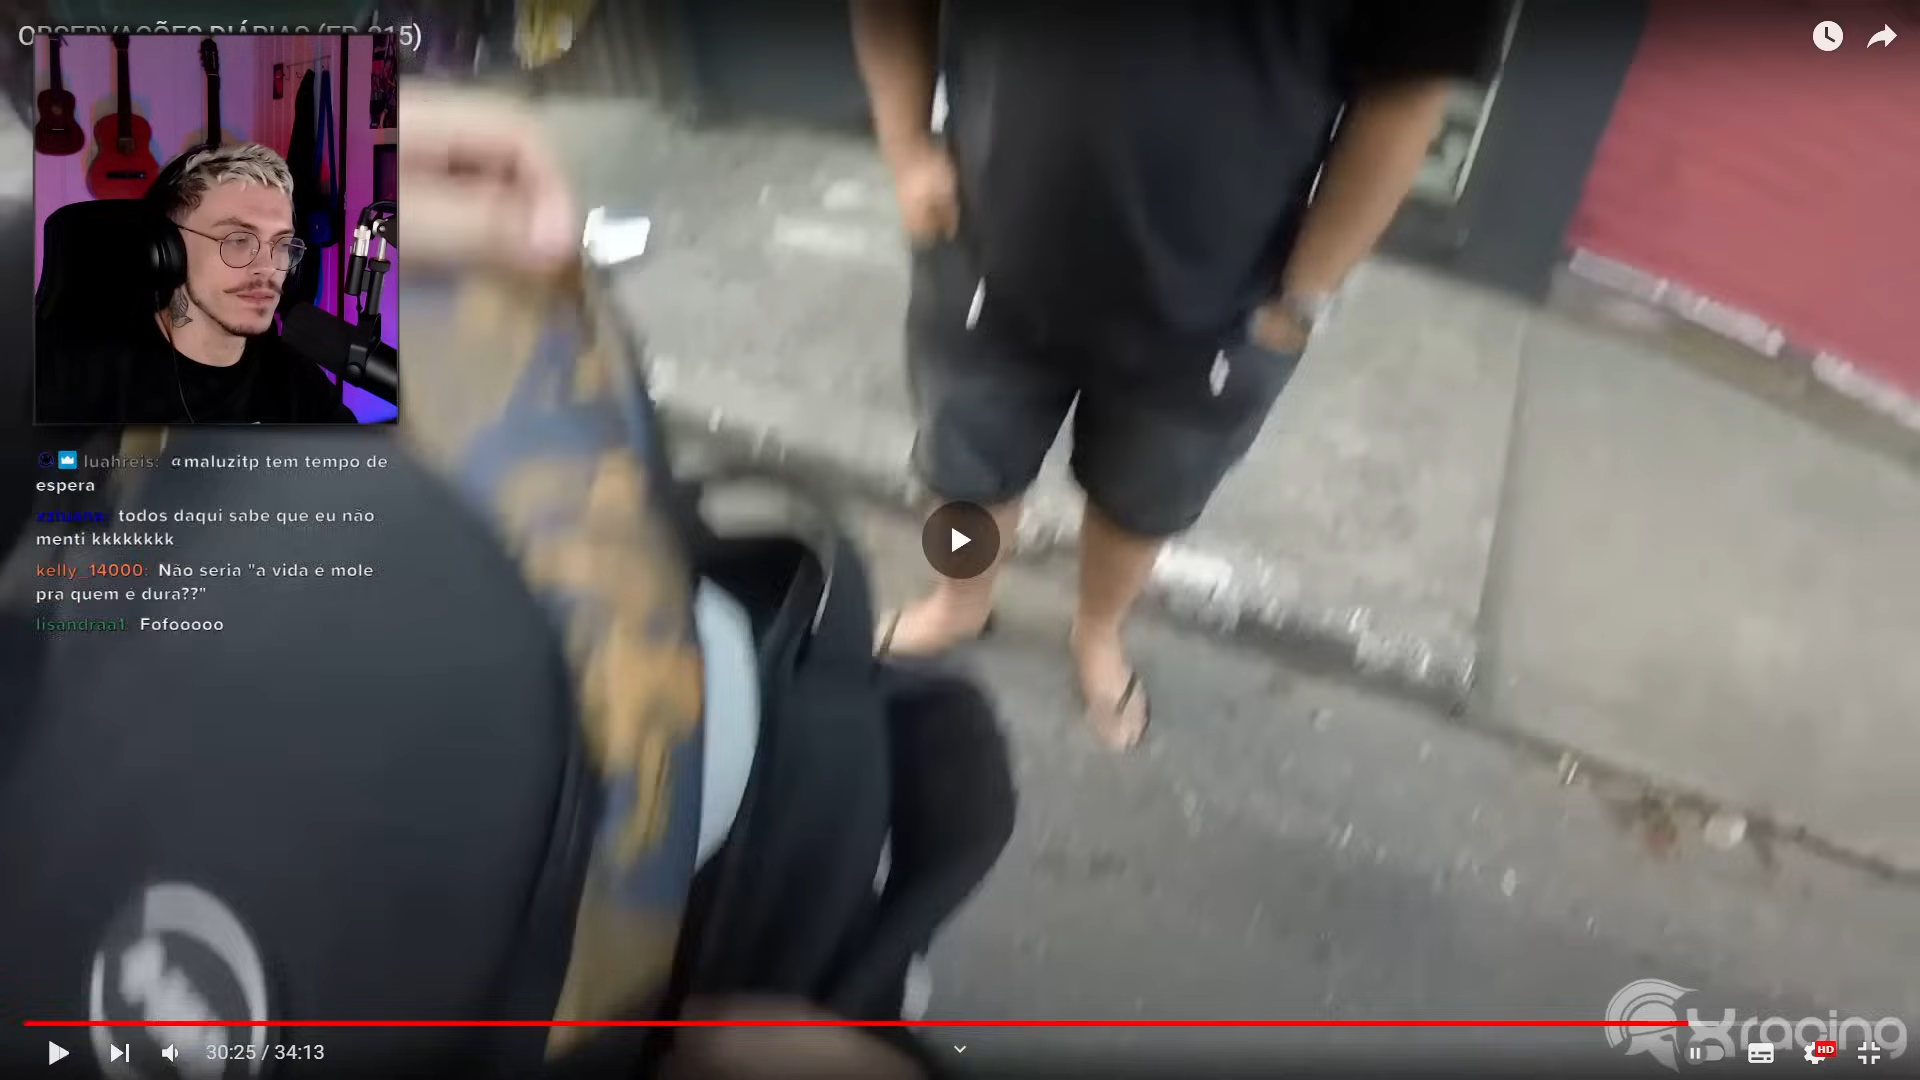 luahreis: @maluzitp tem tempo de
espera
todos daqui sabe que eu não
menti kkkkkkkk
kelly_14000: Não seria "a vida é mole
pra quem é dura??"
lisandraa1: Fofooooo
racing
30:25 / 34:13
HD